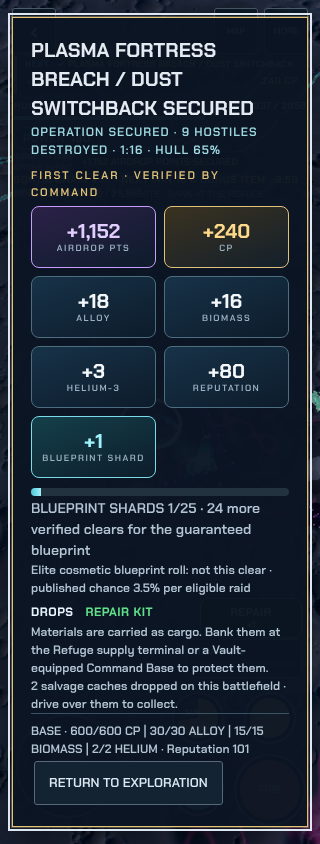 PLASMA FORTRESS
BREACH / DUST
SWITCHBACK SECURED
OPERATION SECURED · 9 HOSTILES
DESTROYED · 1:16 · HULL 65%
FIRST CLEAR · VERIFIED BY
COMMAND
+1,152
AIRDROP PTS
+240
CP
+18
ALLOY
+16
BIOMASS
+3
HELIUM-3
+80
REPUTATION
+1
BLUEPRINT SHARD
BLUEPRINT SHARDS 1/25 · 24 more
verified clears for the guaranteed
blueprint
Elite cosmetic blueprint roll: not this clear ·
published chance 3.5% per eligible raid
DROPS REPAIR KIT
Materials are carried as cargo. Bank them at
the Refuge supply terminal or a Vault-
equipped Command Base to protect them.
2 salvage caches dropped on this battlefield ·
drive over them to collect.
BASE · 600/600 CP | 30/30 ALLOY | 15/15
BIOMASS | 2/2 HELIUM · Reputation 101
RETURN TO EXPLORATION